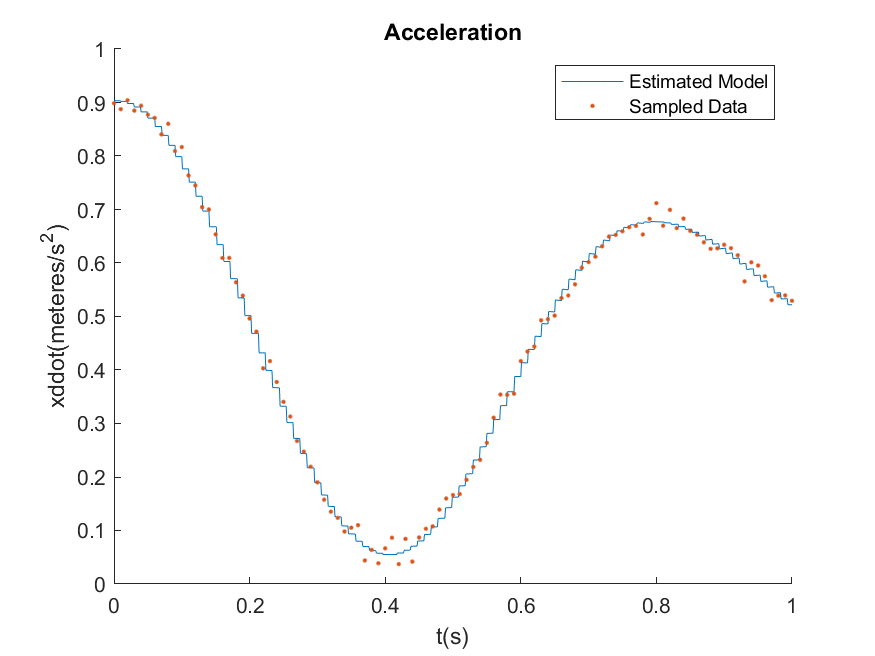 Acceleration
Estimated Model
Sampled Data
1
0.9
0.8
0.7
0.6
0.5
0.4
0.3
0.2
0.1
0
xddot(meteres/s²)
0 0.2 0.4 0.6 0.8 1
t(s)